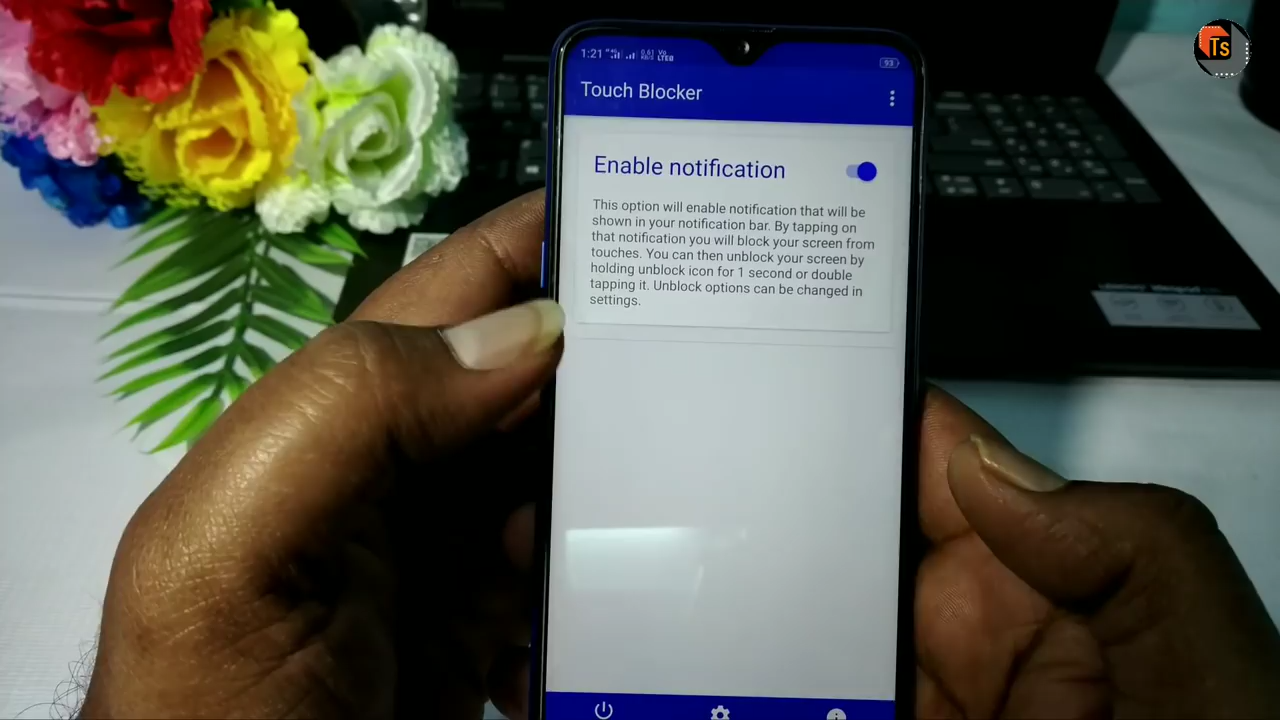 Ts
1:21
93
Touch Blocker
Enable notification
This option will enable notification that will be
shown in your notification bar. By tapping on
that notification you will block your screen from
touches. You can then unblock your screen by
holding unblock icon for 1 second or double
tapping it. Unblock options can be changed in
settings.